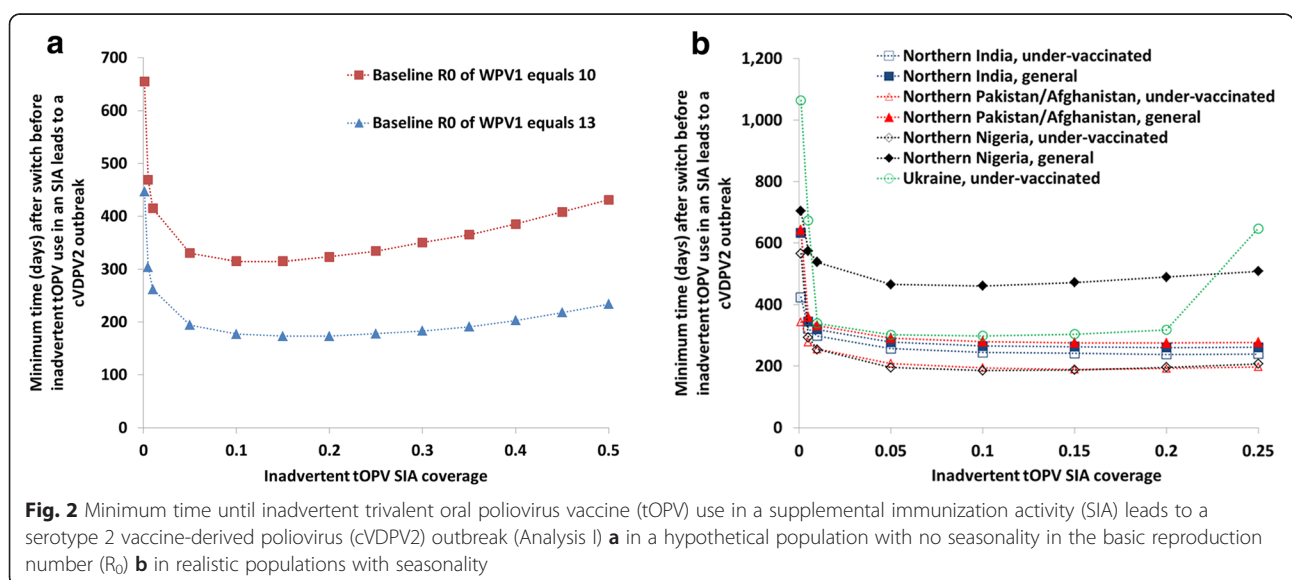 a
Minimum time (days) after switch before
inadvertent tOPV use in an SIA leads to a
cVDPV2 outbreak
700
600
500
400
300
200
100
0
Baseline R0 of WPV1 equals 10
Baseline R0 of WPV1 equals 13
0 0.1 0.2 0.3 0.4 0.5
Inadvertent tOPV SIA coverage
b
Minimum time (days) after switch before
inadvertent tOPV use in an SIA leads to a
cVDPV2 outbreak
1,200
1,000
800
600
400
200
0
Northern India, under-vaccinated
Northern India, general
Northern Pakistan/Afghanistan, under-vaccinated
Northern Pakistan/Afghanistan, general
Northern Nigeria, under-vaccinated
Northern Nigeria, general
Ukraine, under-vaccinated
0 0.05 0.1 0.15 0.2 0.25
Inadvertent tOPV SIA coverage
Fig. 2 Minimum time until inadvertent trivalent oral poliovirus vaccine (tOPV) use in a supplemental immunization activity (SIA) leads to a
serotype 2 vaccine-derived poliovirus (cVDPV2) outbreak (Analysis I) a in a hypothetical population with no seasonality in the basic reproduction
number (R₀) b in realistic populations with seasonality